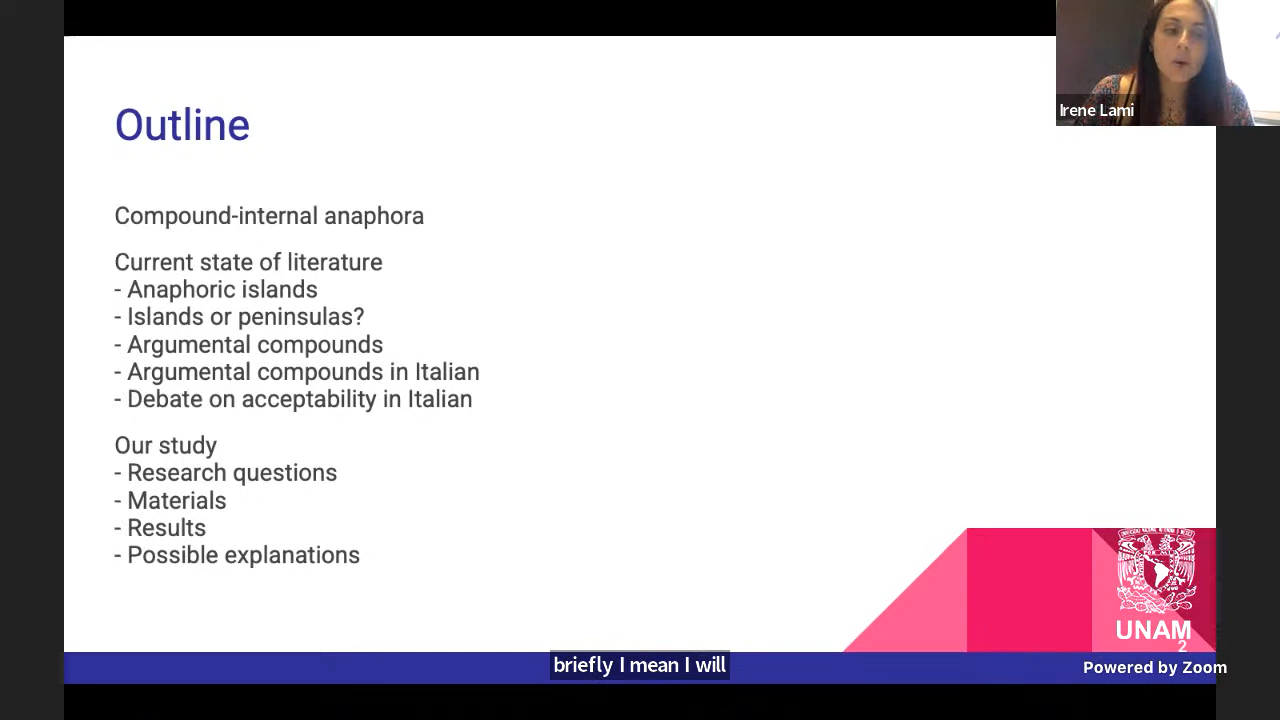 Irene Lami
Outline
Compound-internal anaphora
Current state of literature
- Anaphoric islands
- Islands or peninsulas?
- Argumental compounds
- Argumental compounds in Italian
- Debate on acceptability in Italian
Our study
- Research questions
- Materials
- Results
- Possible explanations
UNAM
2
briefly I mean I will
Powered by Zoom